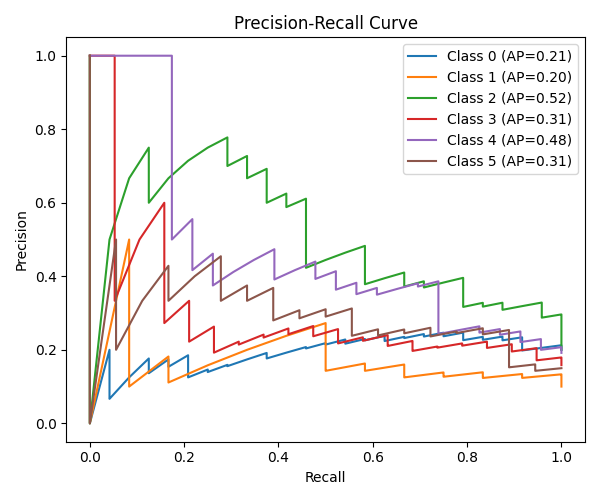 Precision-Recall Curve
Class 0 (AP=0.21)
Class 1 (AP=0.20)
Class 2 (AP=0.52)
Class 3 (AP=0.31)
Class 4 (AP=0.48)
Class 5 (AP=0.31)
Precision
1.0
0.8
0.6
0.4
0.2
0.0
0.0 0.2 0.4 0.6 0.8 1.0
Recall